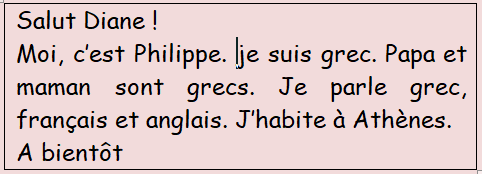 Salut Diane !
Moi, c'est Philippe. je suis grec. Papa et
maman sont grecs. Je parle grec,
français et anglais. J'habite à Athènes.
A bientôt